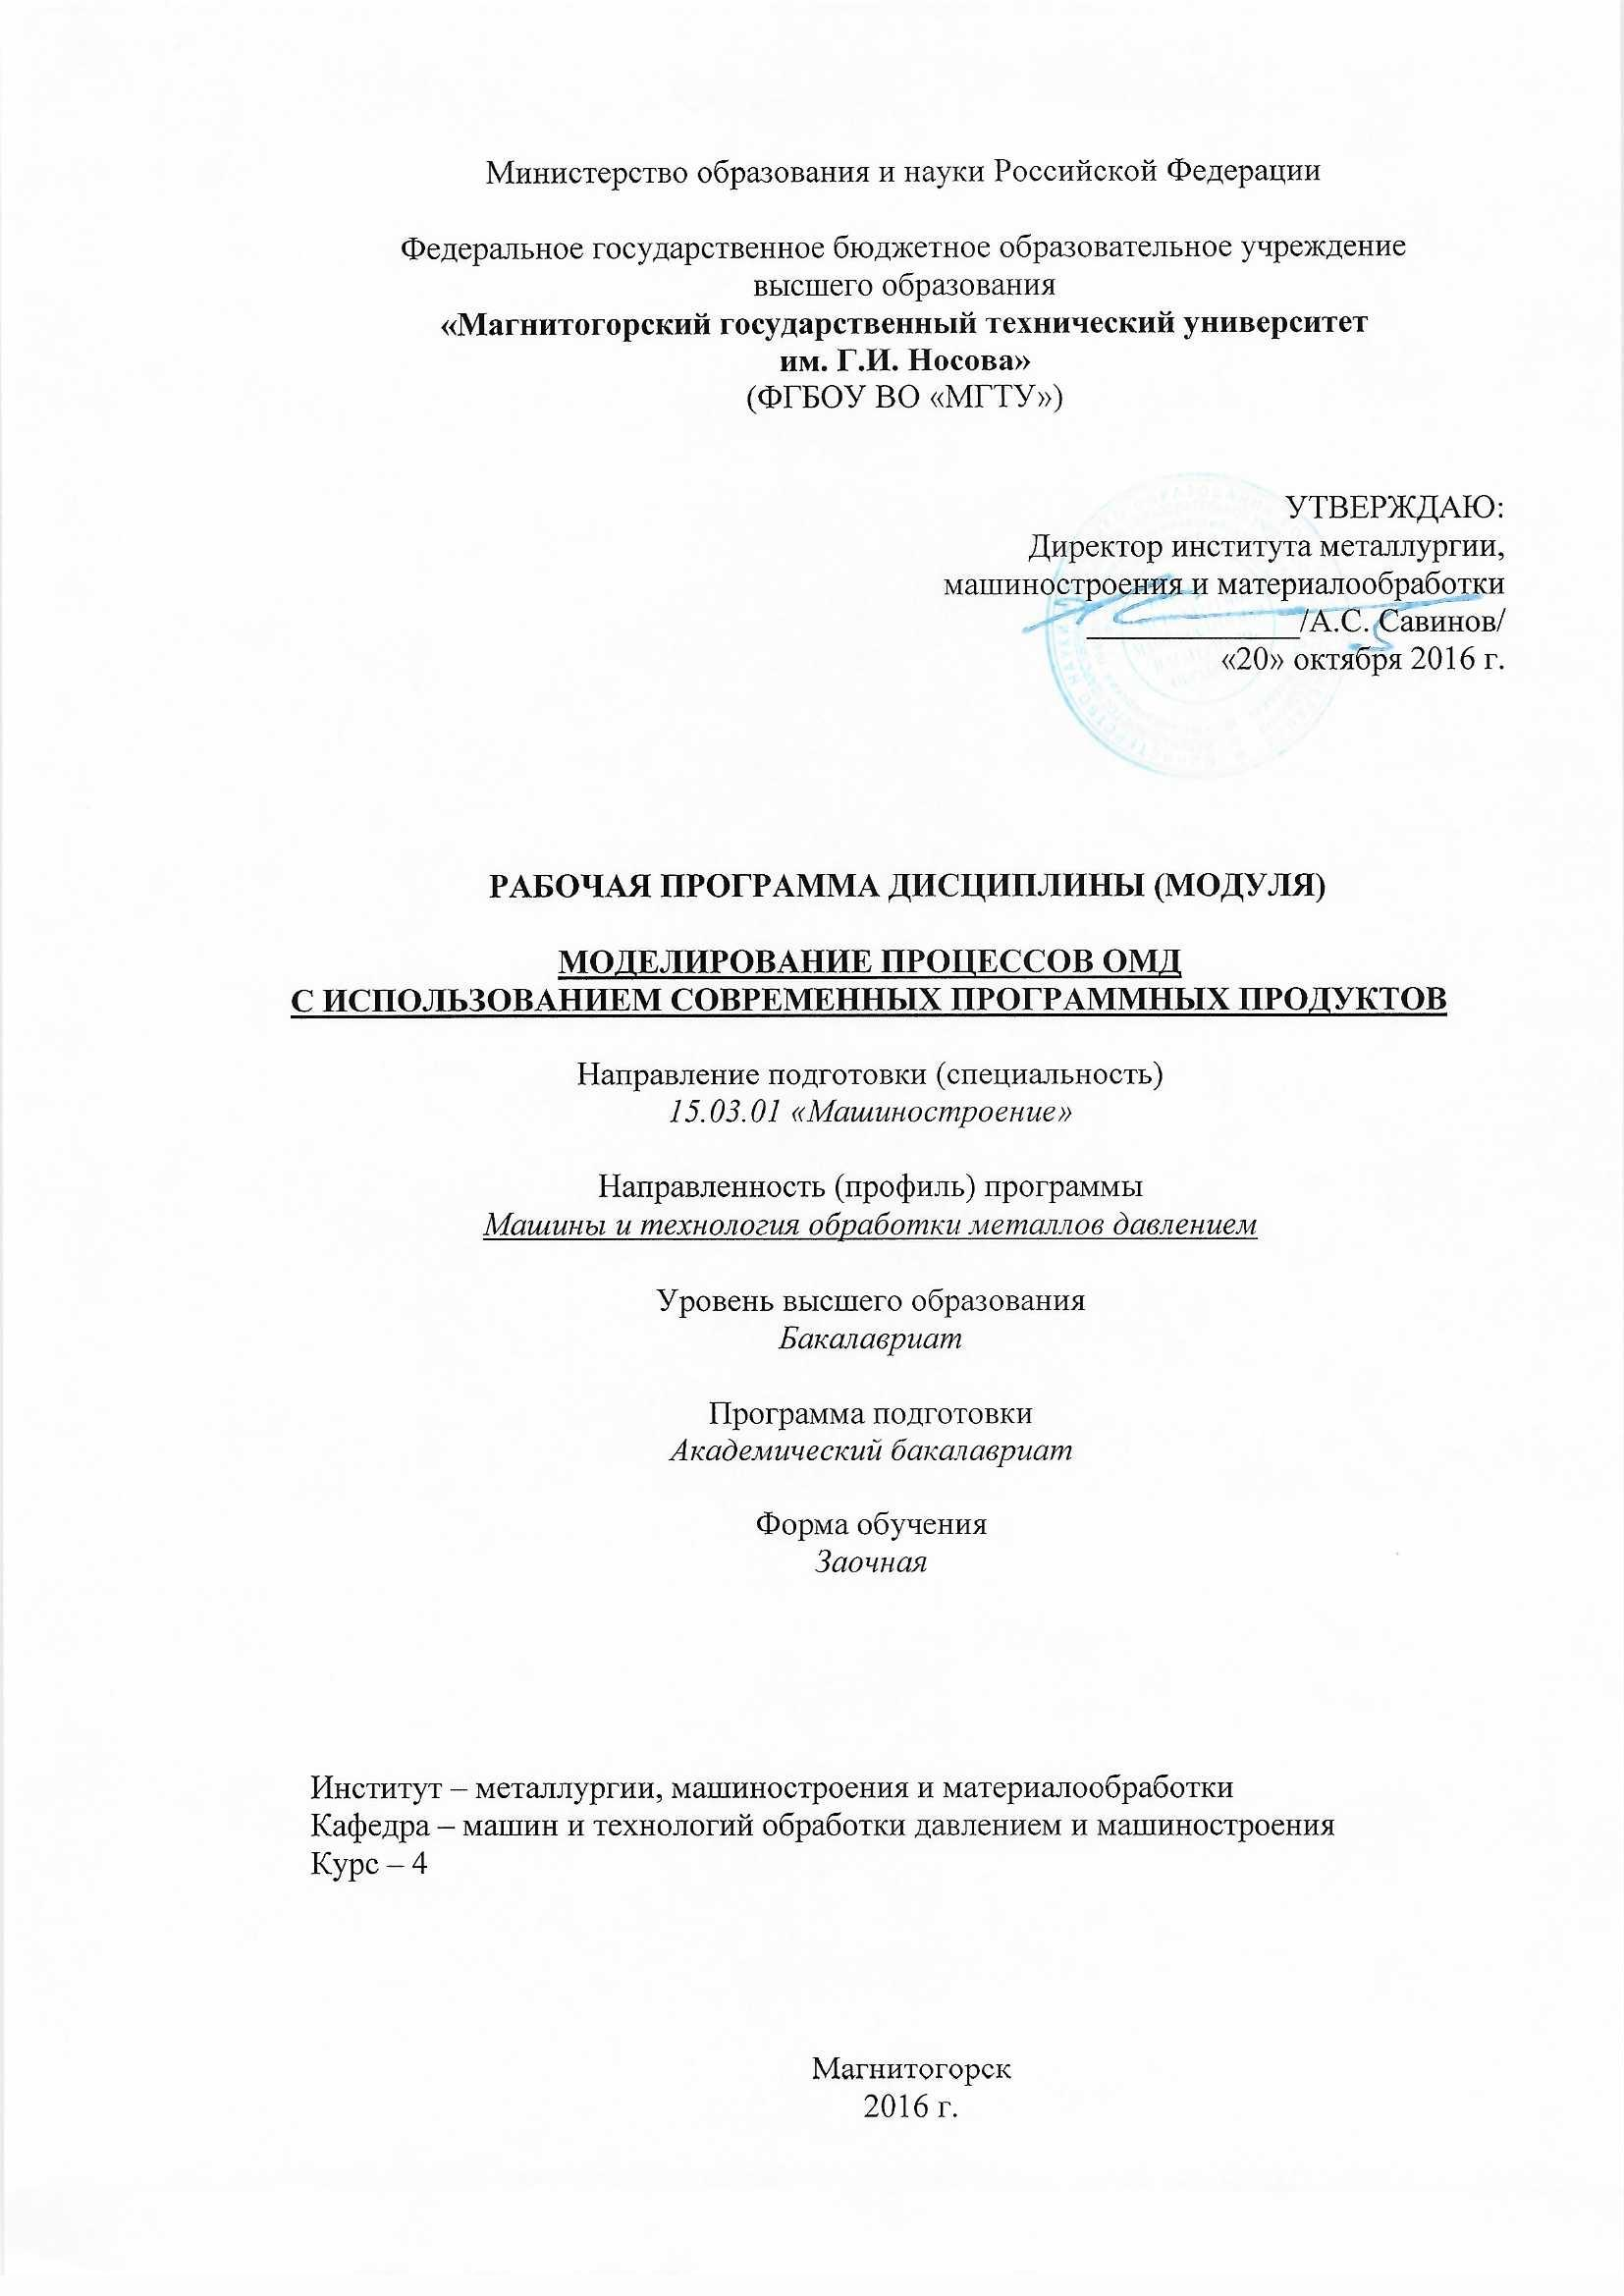 Министерство образования и науки Российской Федерации
Федеральное государственное бюджетное образовательное учреждение
высшего образования
«Магнитогорский государственный технический университет
им. Г.И. Носова»
(ФГБОУ ВО «МГТУ»)
УТВЕРЖДАЮ:
Директор института металлургии,
машиностроения и материалообработки
_____________/А.С. Савинов/
«20» октября 2016 г.
РАБОЧАЯ ПРОГРАММА ДИСЦИПЛИНЫ (МОДУЛЯ)
МОДЕЛИРОВАНИЕ ПРОЦЕССОВ ОМД
С ИСПОЛЬЗОВАНИЕМ СОВРЕМЕННЫХ ПРОГРАММНЫХ ПРОДУКТОВ
Направление подготовки (специальность)
15.03.01 «Машиностроение»
Направленность (профиль) программы
Машины и технология обработки металлов давлением
Уровень высшего образования
Бакалавриат
Программа подготовки
Академический бакалавриат
Форма обучения
Заочная
Институт – металлургии, машиностроения и материалообработки
Кафедра – машин и технологий обработки давлением и машиностроения
Курс – 4
Магнитогорск
2016 г.